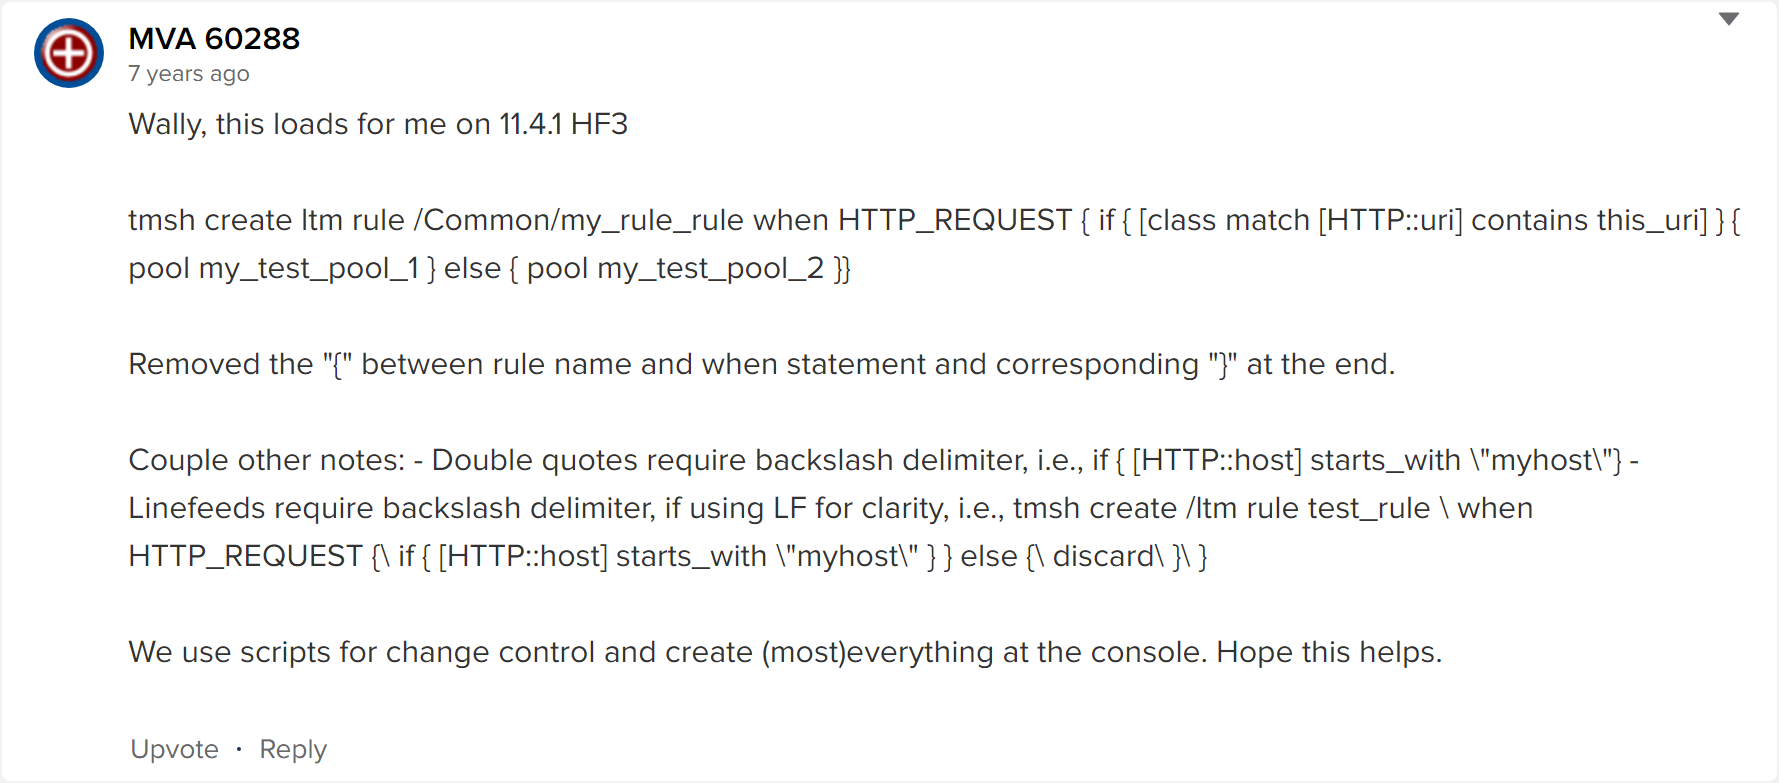 MVA 60288
7 years ago
Wally, this loads for me on 11.4.1 HF3
tmsh create ltm rule /Common/my_rule_rule when HTTP_REQUEST { if { [class match [HTTP::uri] contains this_uri] } {
pool my_test_pool_1 } else { pool my_test_pool_2 }}
Removed the "{" between rule name and when statement and corresponding "}" at the end.
Couple other notes: - Double quotes require backslash delimiter, i.e., if { [HTTP::host] starts_with \"myhost\"} -
Linefeeds require backslash delimiter, if using LF for clarity, i.e., tmsh create /ltm rule test_rule \ when
HTTP_REQUEST {\ if { [HTTP::host] starts_with \"myhost\" } } else {\ discard\ }\ }
We use scripts for change control and create (most)everything at the console. Hope this helps.
Upvote · Reply